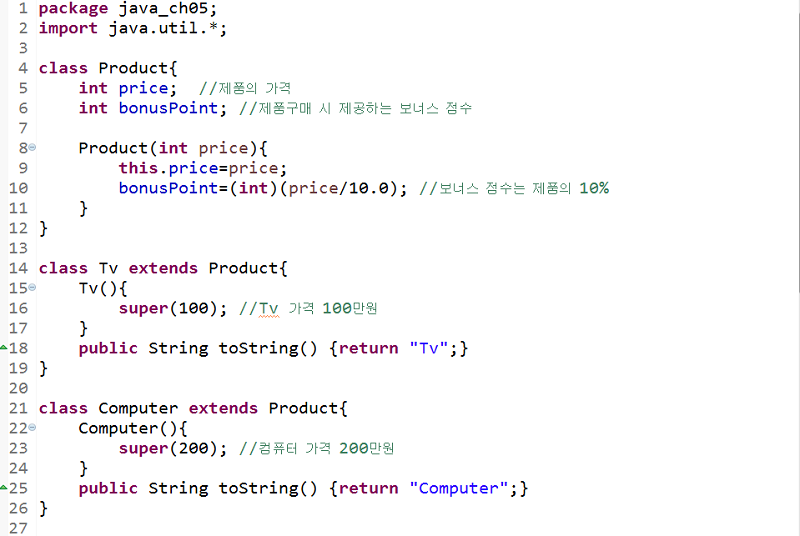 1 package java_ch05;
2 import java.util.*;
3
4 class Product{
5     int price;  //제품의 가격
6     int bonusPoint; //제품구매 시 제공하는 보너스 점수
7
8     Product(int price){
9         this.price=price;
10         bonusPoint=(int)(price/10.0); //보너스 점수는 제품의 10%
11     }
12 }
13
14 class Tv extends Product{
15     Tv(){
16         super(100); //Tv 가격 100만원
17     }
18     public String toString() {return "Tv";}
19 }
20
21 class Computer extends Product{
22     Computer(){
23         super(200); //컴퓨터 가격 200만원
24     }
25     public String toString() {return "Computer";}
26 }
27